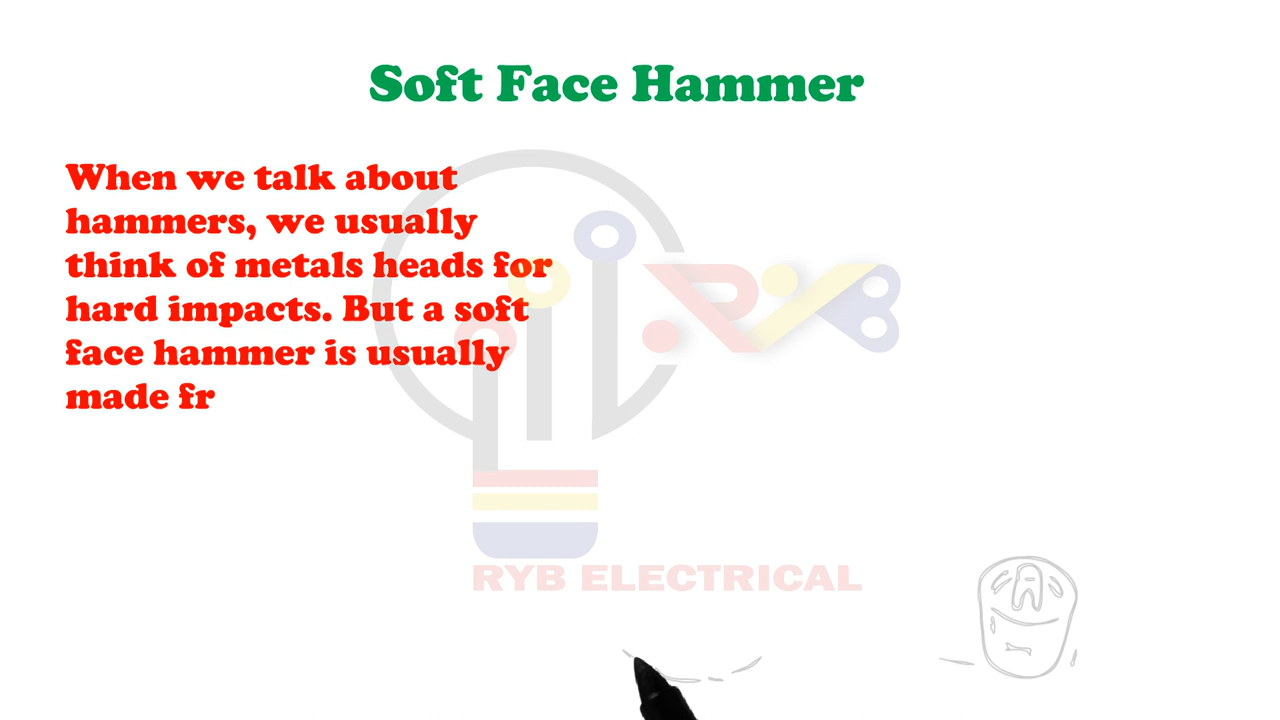 Soft Face Hammer
When we talk about
hammers, we usually
think of metals heads for
hard impacts. But a soft
face hammer is usually
made fr
RYB
RYB ELECTRICAL